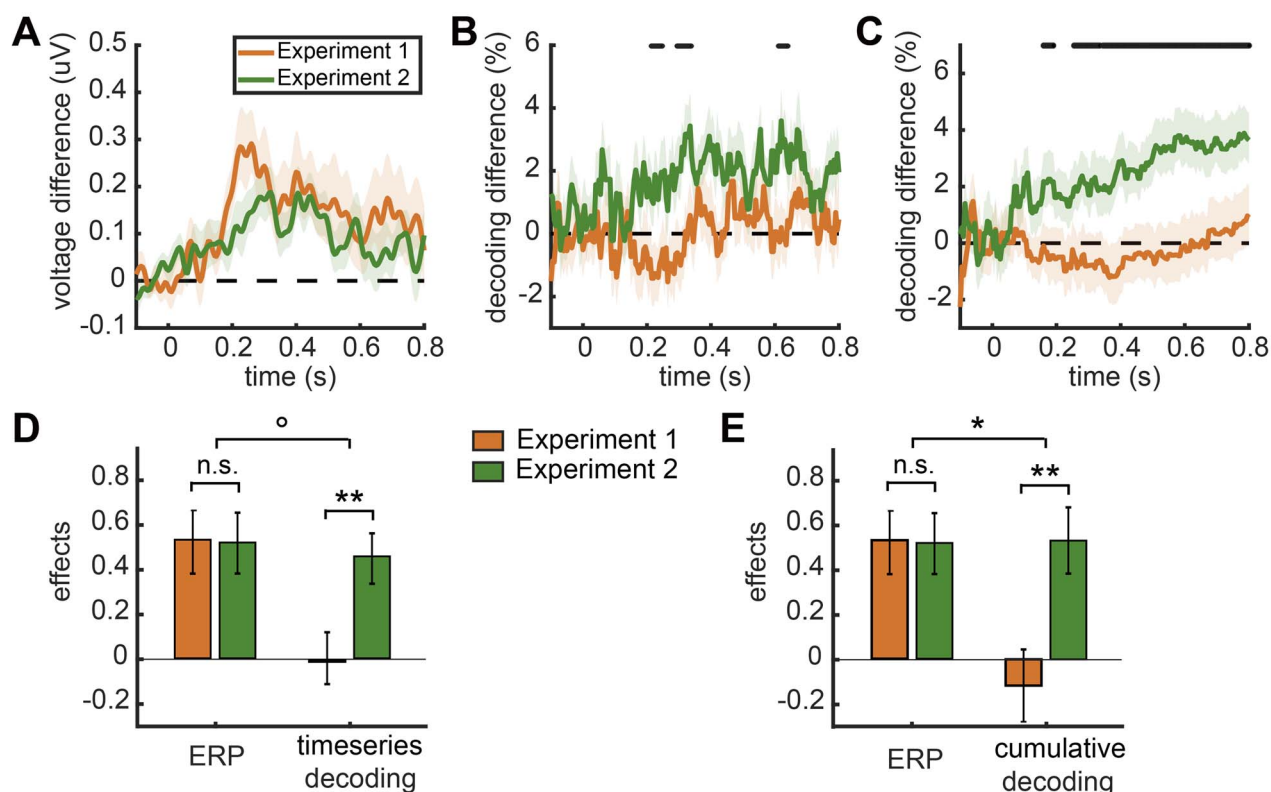 A
voltage difference (uV)
0.5
0.4
0.3
0.2
0.1
0
-0.1
0 0.2 0.4 0.6 0.8
time (s)
Experiment 1
Experiment 2
B
decoding difference (%)
6
4
2
0
-2
0 0.2 0.4 0.6 0.8
time (s)
C
decoding difference (%)
6
4
2
0
-2
0 0.2 0.4 0.6 0.8
time (s)
D
effects
0.8
0.6
0.4
0.2
0
-0.2
°
n.s.
**
ERP
timeseries
decoding
Experiment 1
Experiment 2
E
effects
0.8
0.6
0.4
0.2
0
-0.2
*
n.s.
**
ERP
cumulative
decoding